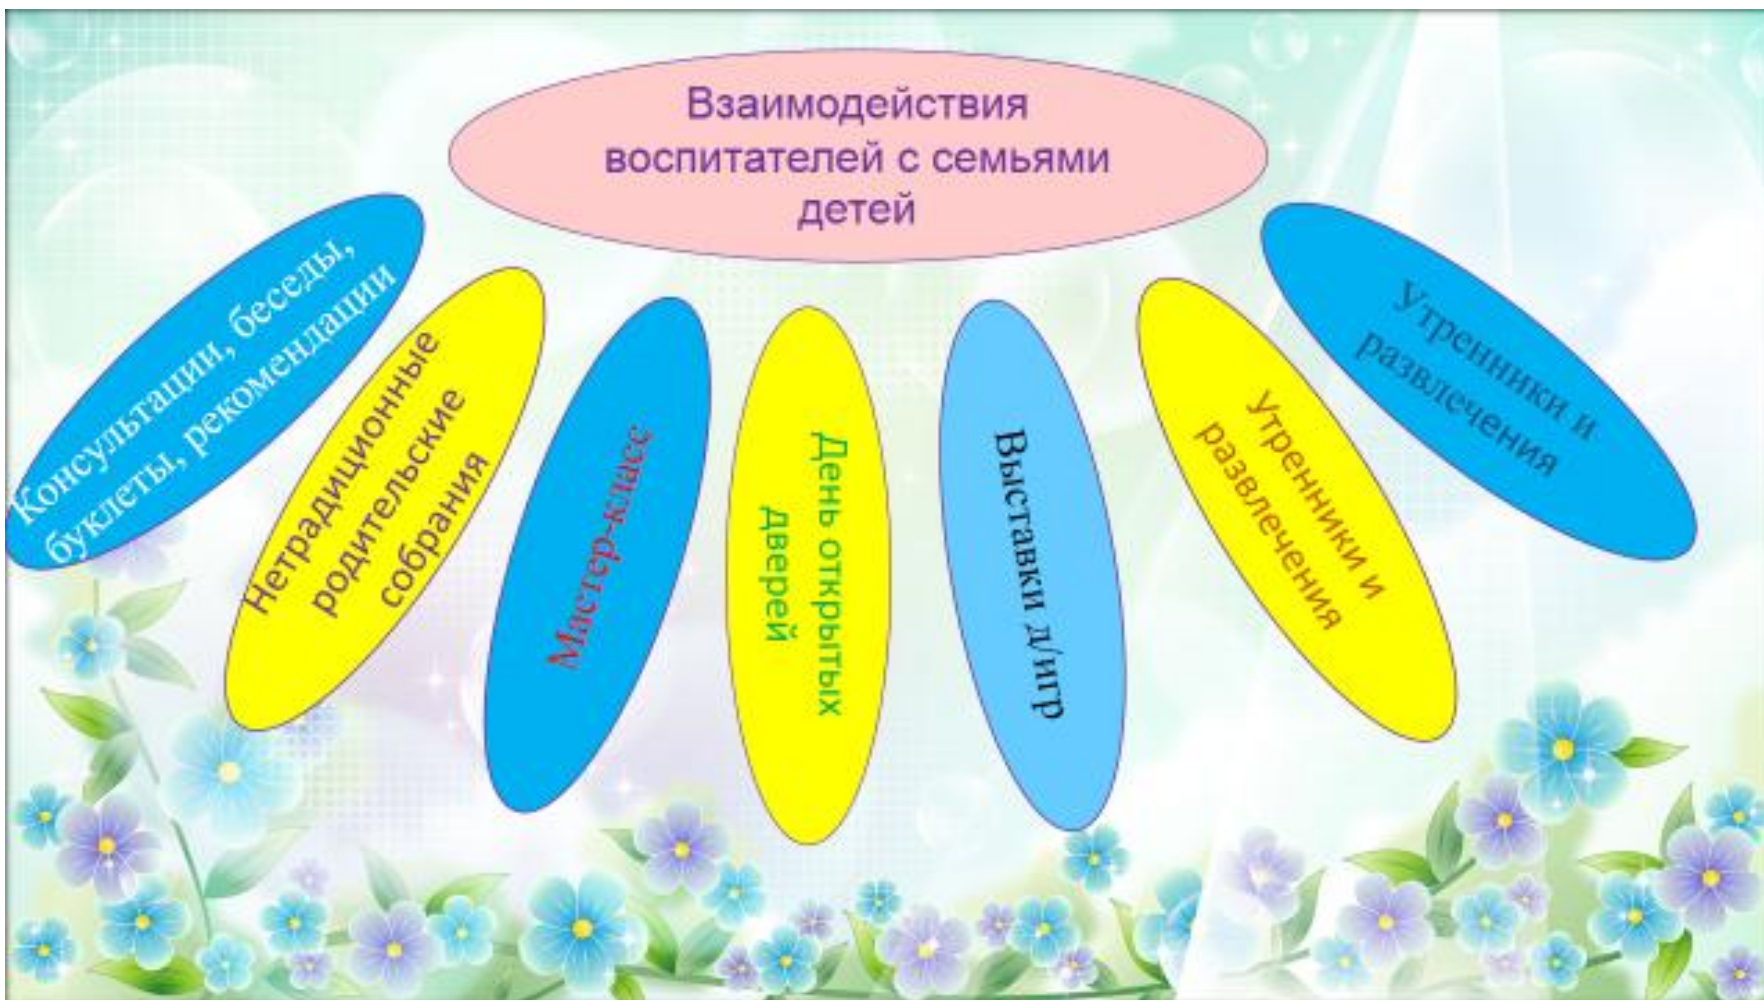 Взаимодействия
воспитателей с семьями
детей
Консультации, беседы,
буклеты, рекомендации
Нетрадиционные
родительские
собрания
Мастер-класс
День открытых
дверей
Выставки д/игр
Утренники и
развлечения
Утренники и
развлечения